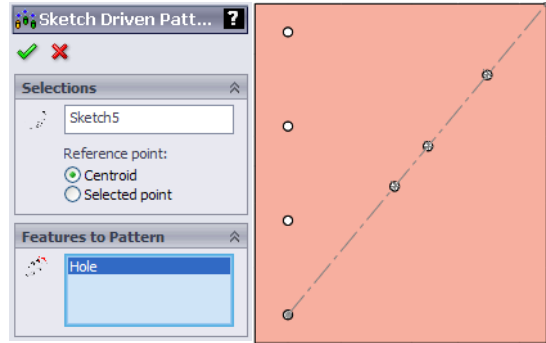 Sketch Driven Patt... ?
Selections
Sketch5
Reference point:
Centroid
Selected point
Features to Pattern
Hole